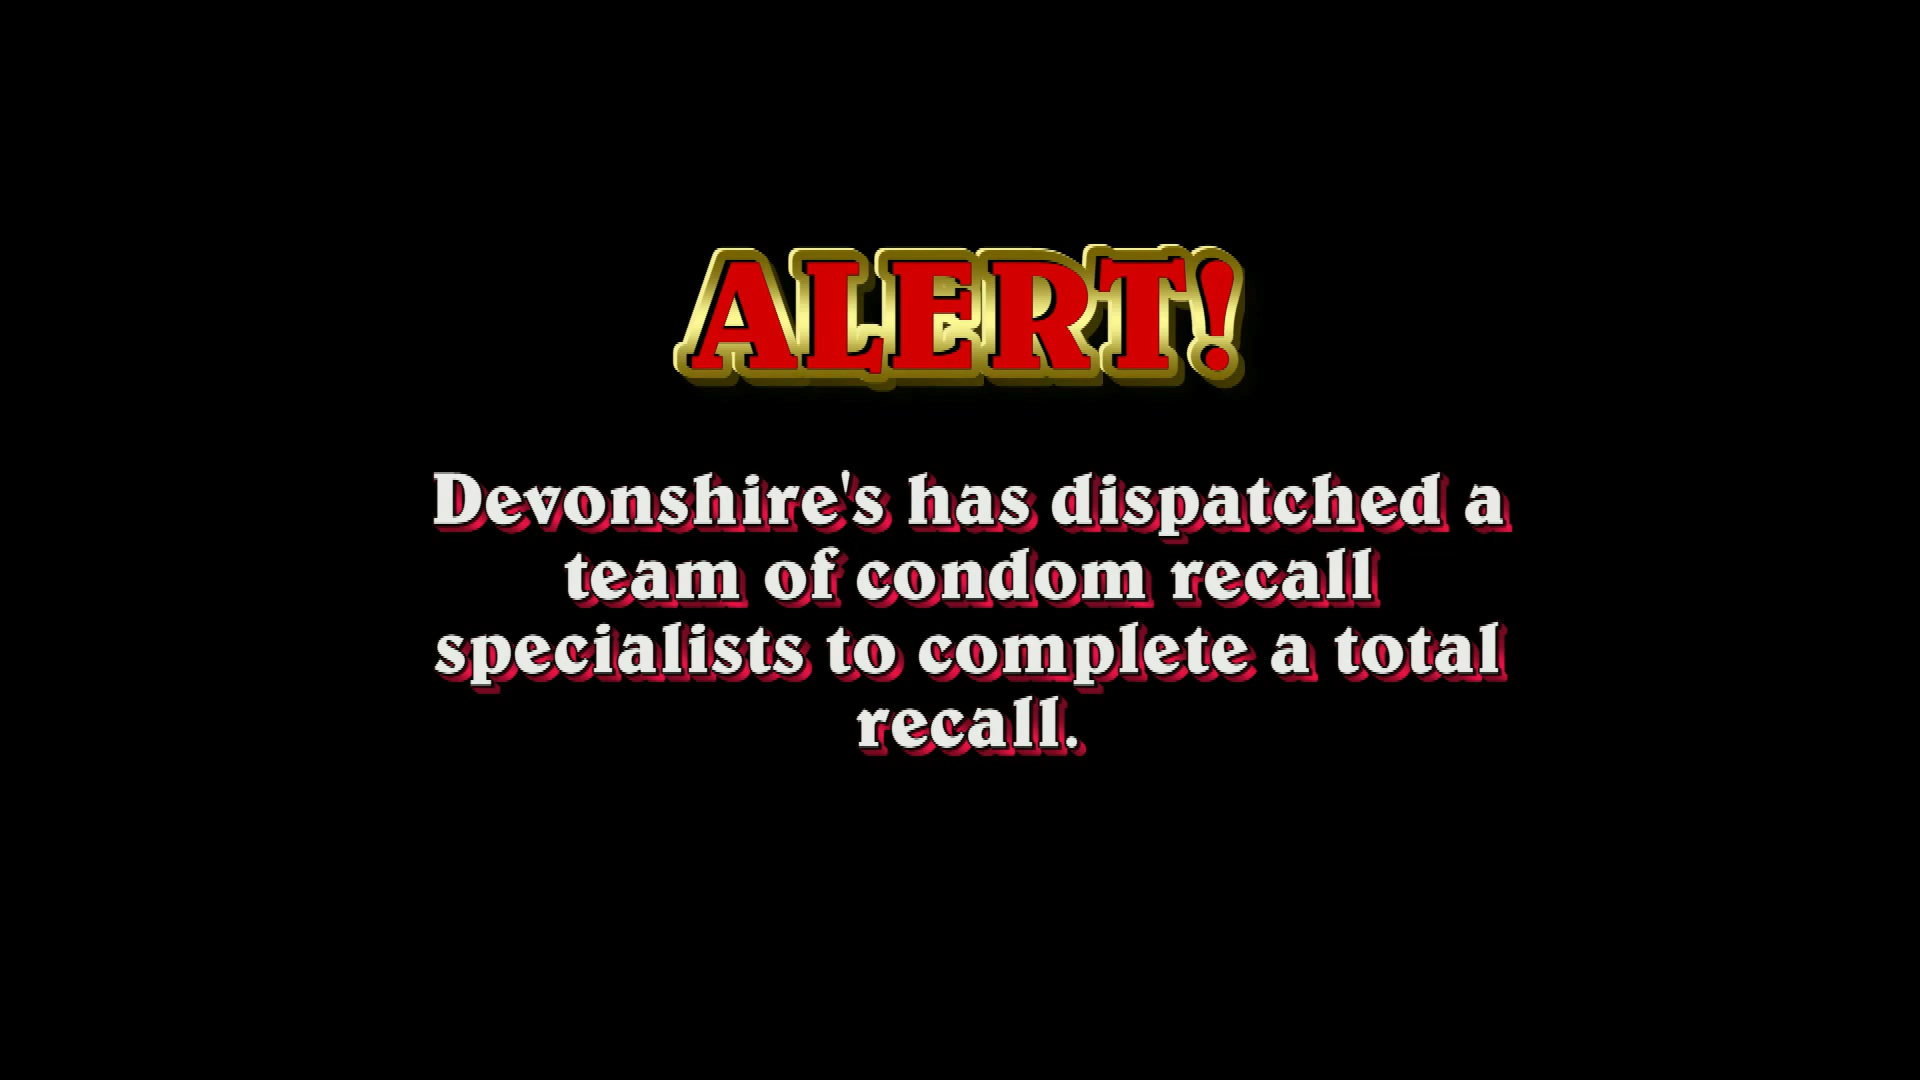 ALERT!
Devonshire's has dispatched a
team of condom recall
specialists to complete a total
recall.